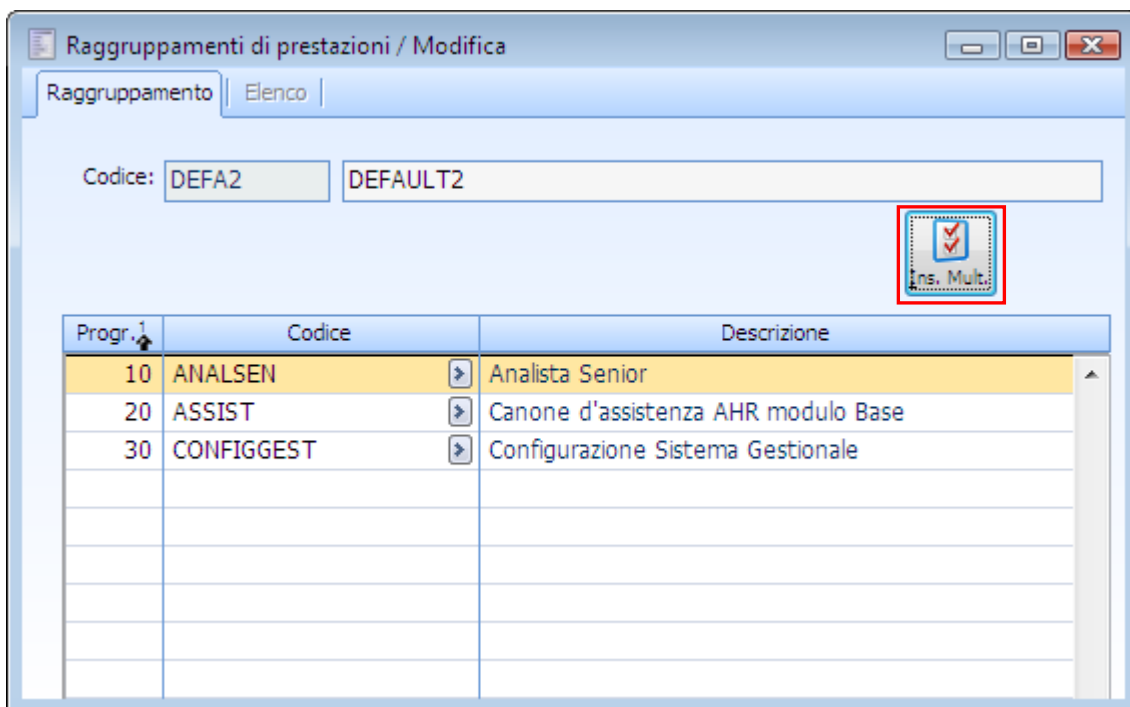 Raggruppamenti di prestazioni / Modifica
Raggruppamento Elenco
Codice: DEFA2 DEFAULT2
Ins. Mult.
Progr. 1 Codice Descrizione
10 ANALSEN Analista Senior
20 ASSIST Canone d'assistenza AHR modulo Base
30 CONFIGGEST Configurazione Sistema Gestionale